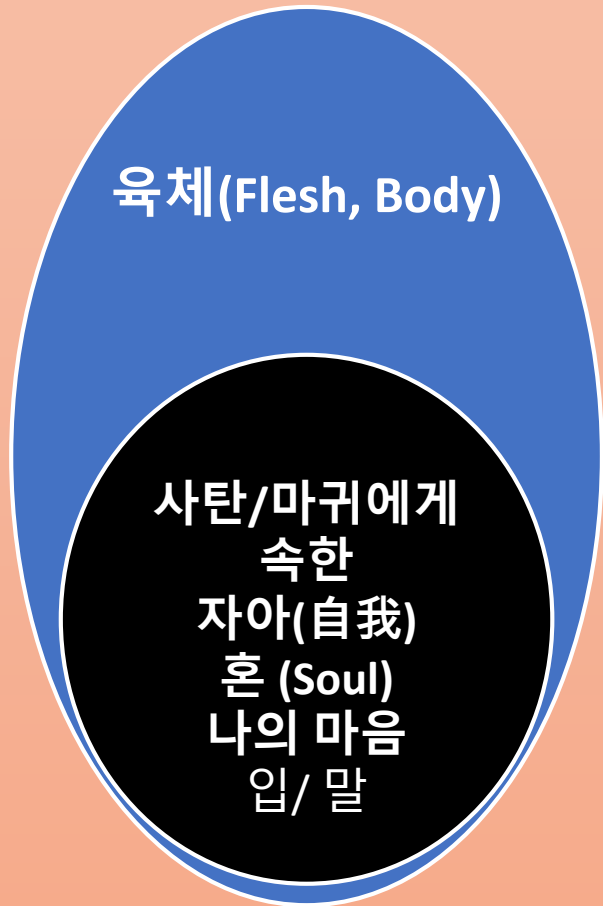 육체(Flesh, Body)
사탄/마귀에게
속한
자아(自我)
혼 (Soul)
나의 마음
입/ 말